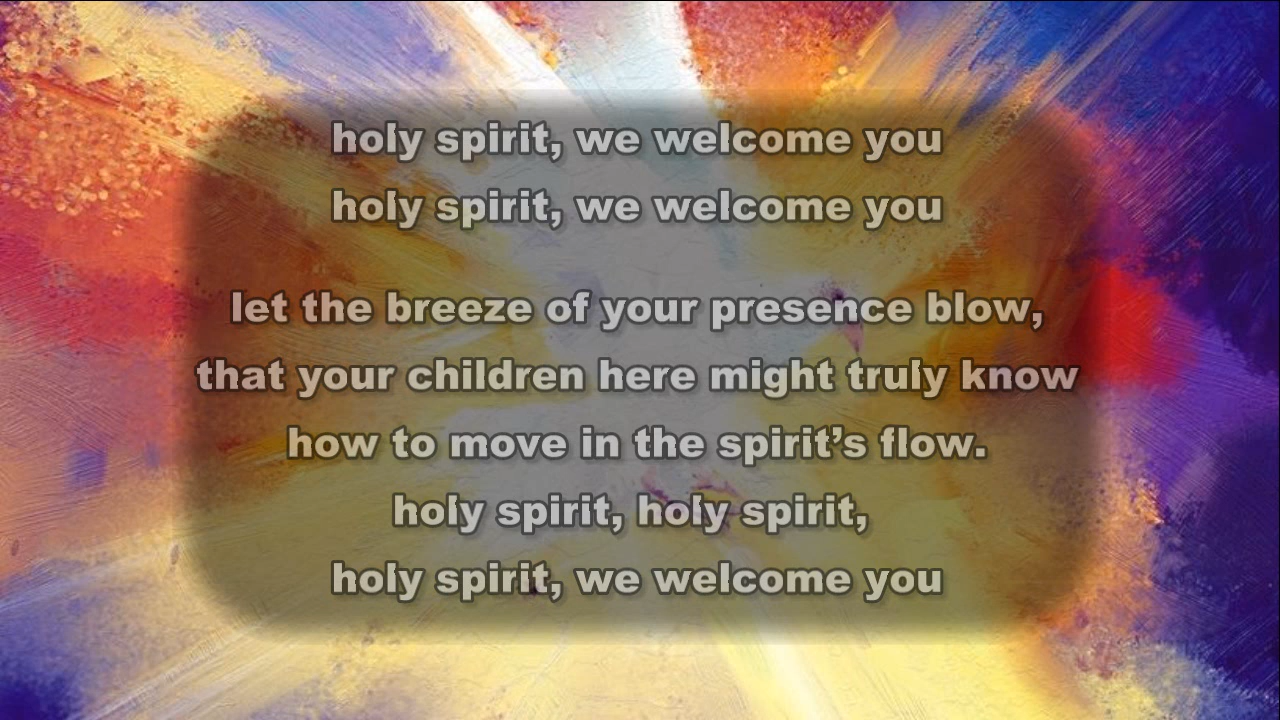 holy spirit, we welcome you
holy spirit, we welcome you
let the breeze of your presence blow,
that your children here might truly know
how to move in the spirit’s flow.
holy spirit, holy spirit,
holy spirit, we welcome you